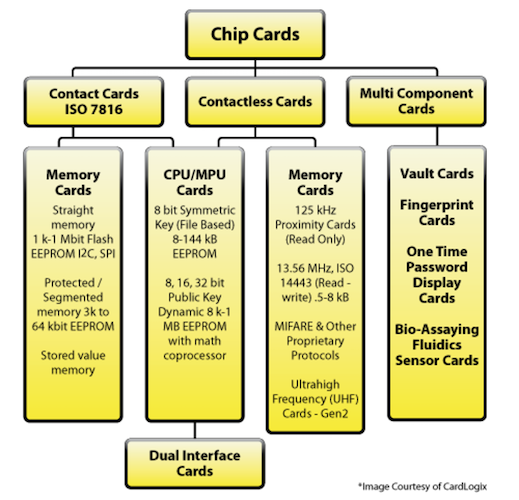 Chip Cards
Contact Cards
ISO 7816
Contactless Cards
Multi Component
Cards
Memory
Cards
Straight
memory
1 k-1 Mbit Flash
EEPROM I2C, SPI
Protected /
Segmented
memory 3k to
64 kbit EEPROM
Stored value
memory
CPU/MPU
Cards
8 bit Symmetric
Key (File Based)
8-144 kB
EEPROM
8, 16, 32 bit
Public Key
Dynamic 8 k-1
MB EEPROM
with math
coprocessor
Memory
Cards
125 kHz
Proximity Cards
(Read Only)
13.56 MHz, ISO
14443 (Read -
write) .5-8 kB
MIFARE & Other
Proprietary
Protocols
Ultrahigh
Frequency (UHF)
Cards - Gen2
Vault Cards
Fingerprint
Cards
One Time
Password
Display
Cards
Bio-Assaying
Fluidics
Sensor Cards
Dual Interface
Cards
*Image Courtesy of CardLogix